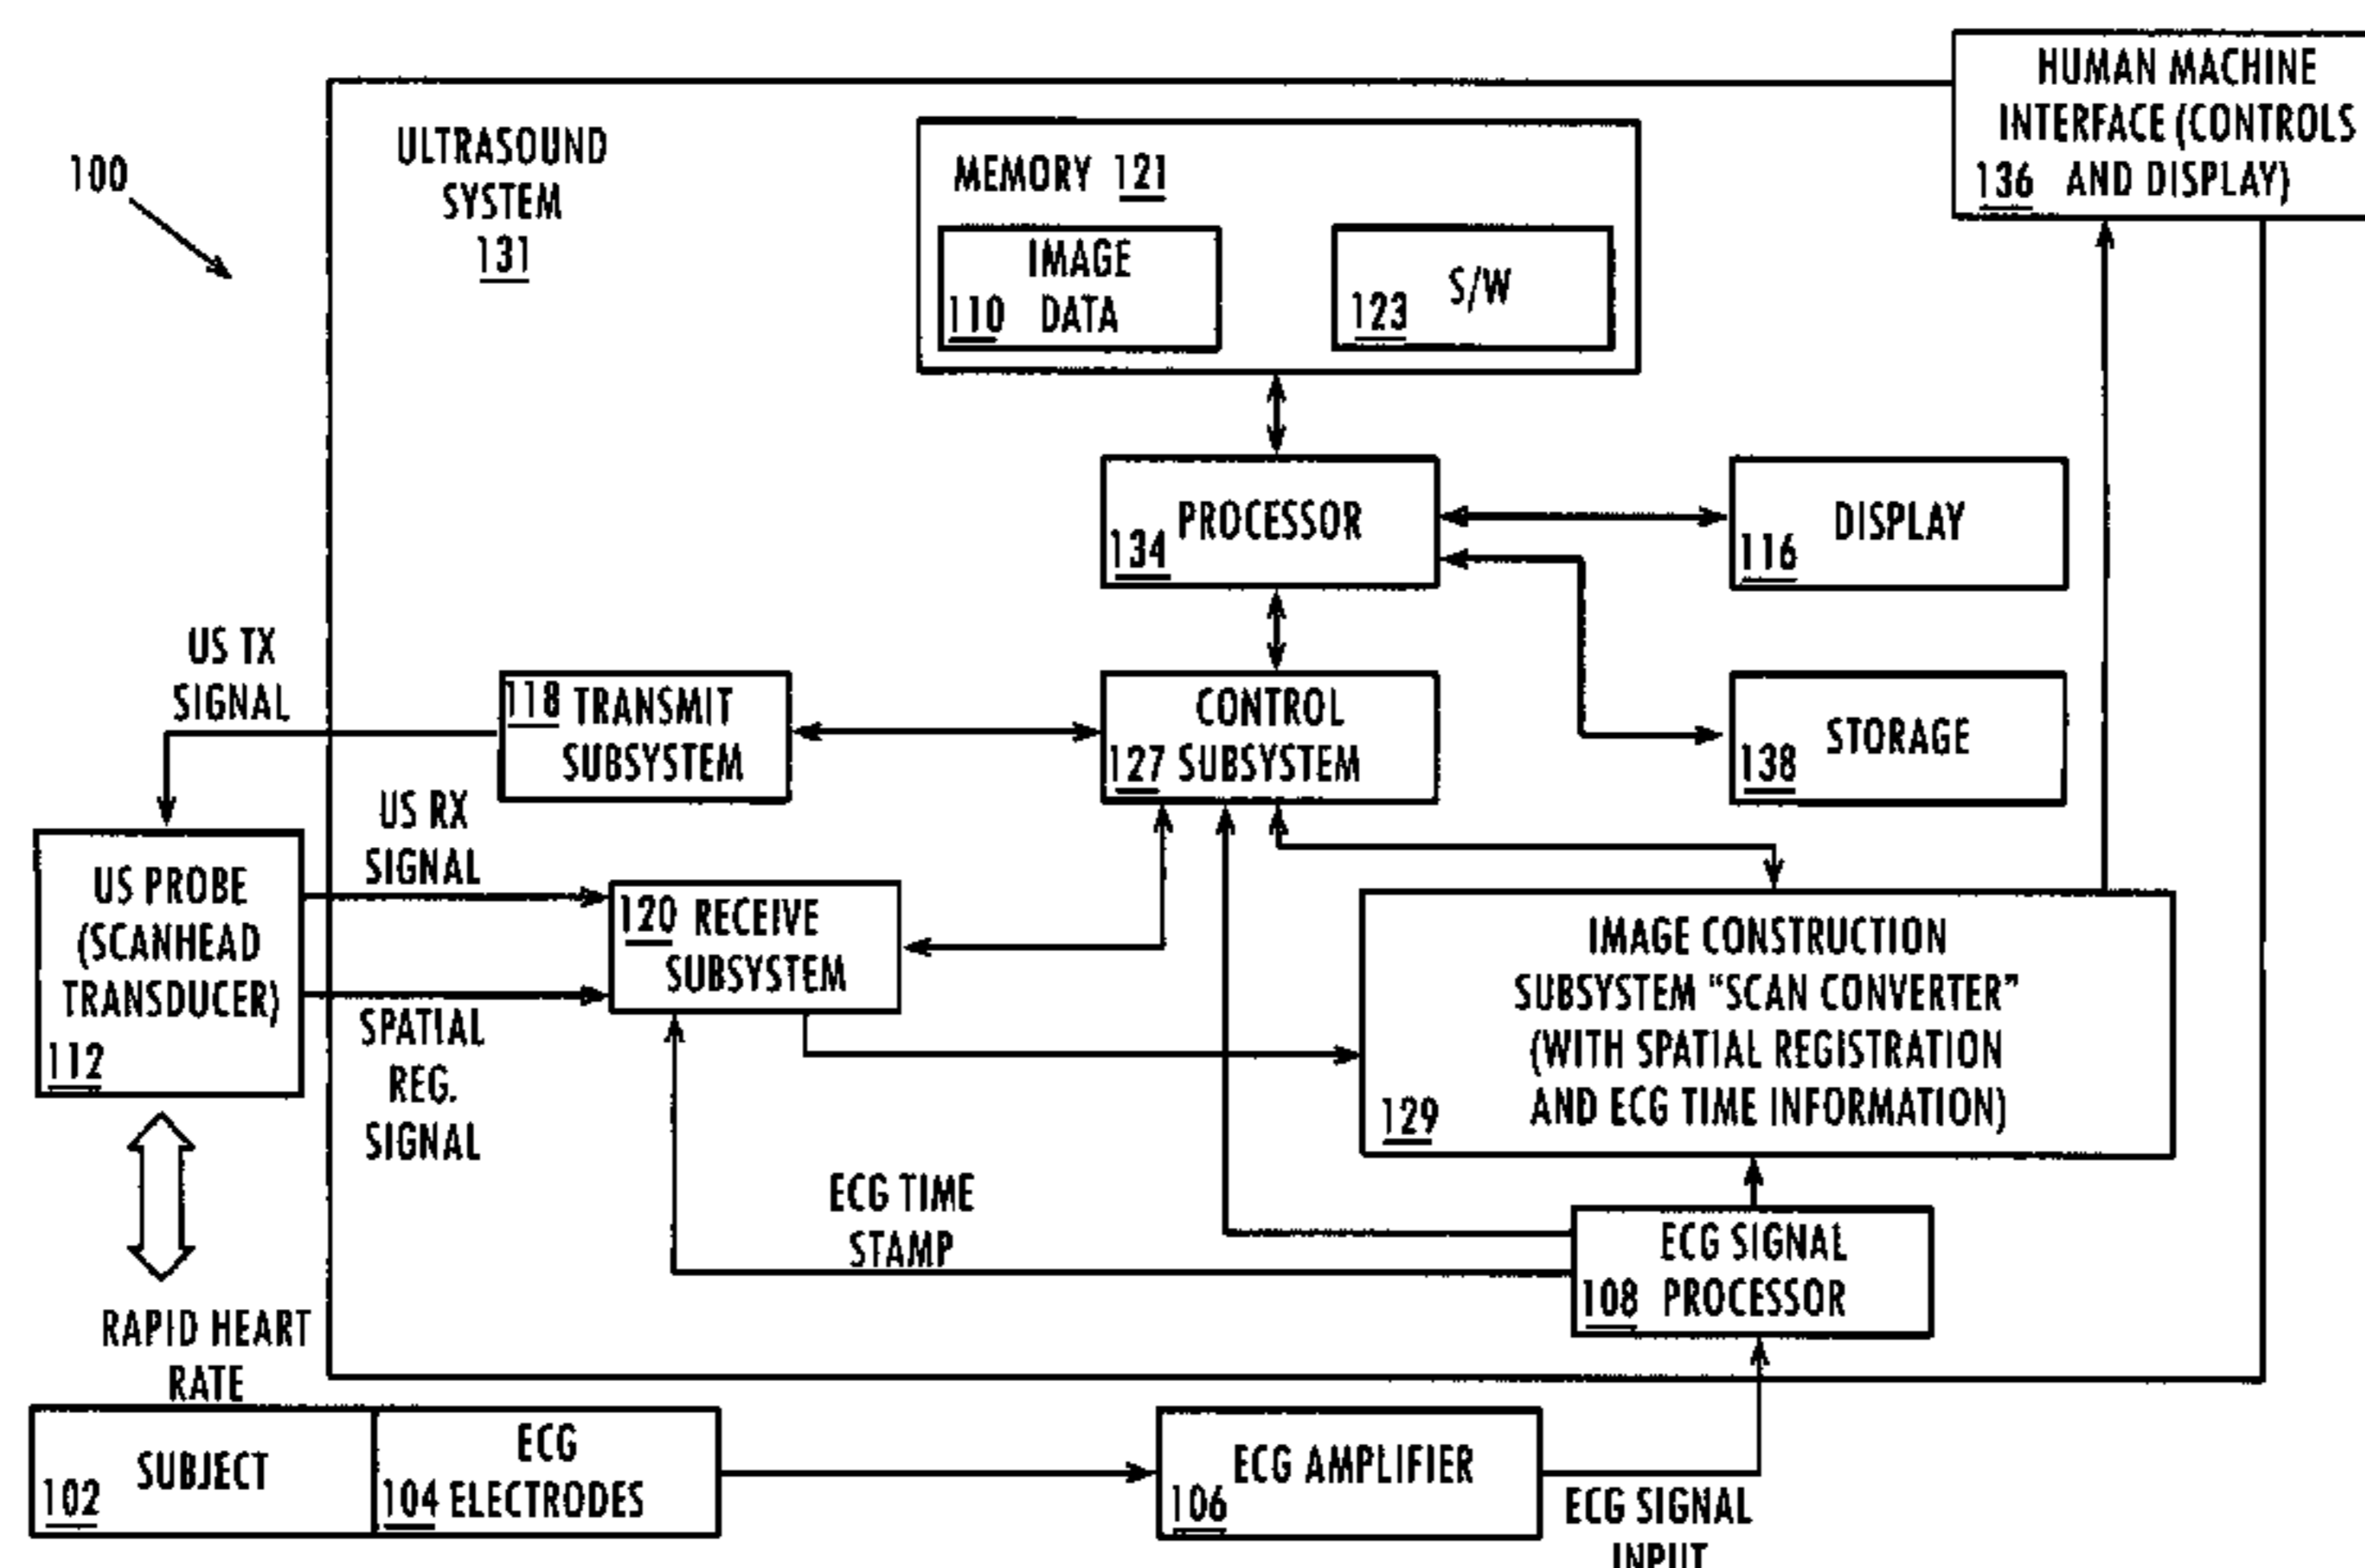 100
ULTRASOUND
SYSTEM
131
MEMORY 121
IMAGE
110 DATA
123 S/W
HUMAN MACHINE
INTERFACE (CONTROLS
136 AND DISPLAY)
PROCESSOR
134
DISPLAY
116
US TX
SIGNAL
118 TRANSMIT
SUBSYSTEM
CONTROL
127 SUBSYSTEM
STORAGE
138
US RX
SIGNAL
US PROBE
(SCANHEAD
TRANSDUCER)
112
120 RECEIVE
SUBSYSTEM
SPATIAL
REG.
SIGNAL
IMAGE CONSTRUCTION
SUBSYSTEM "SCAN CONVERTER"
(WITH SPATIAL REGISTRATION
AND ECG TIME INFORMATION)
129
ECG TIME
STAMP
ECG SIGNAL
108 PROCESSOR
RAPID HEART
RATE
SUBJECT
102
ECG
104 ELECTRODES
ECG AMPLIFIER
106
ECG SIGNAL
INPUT